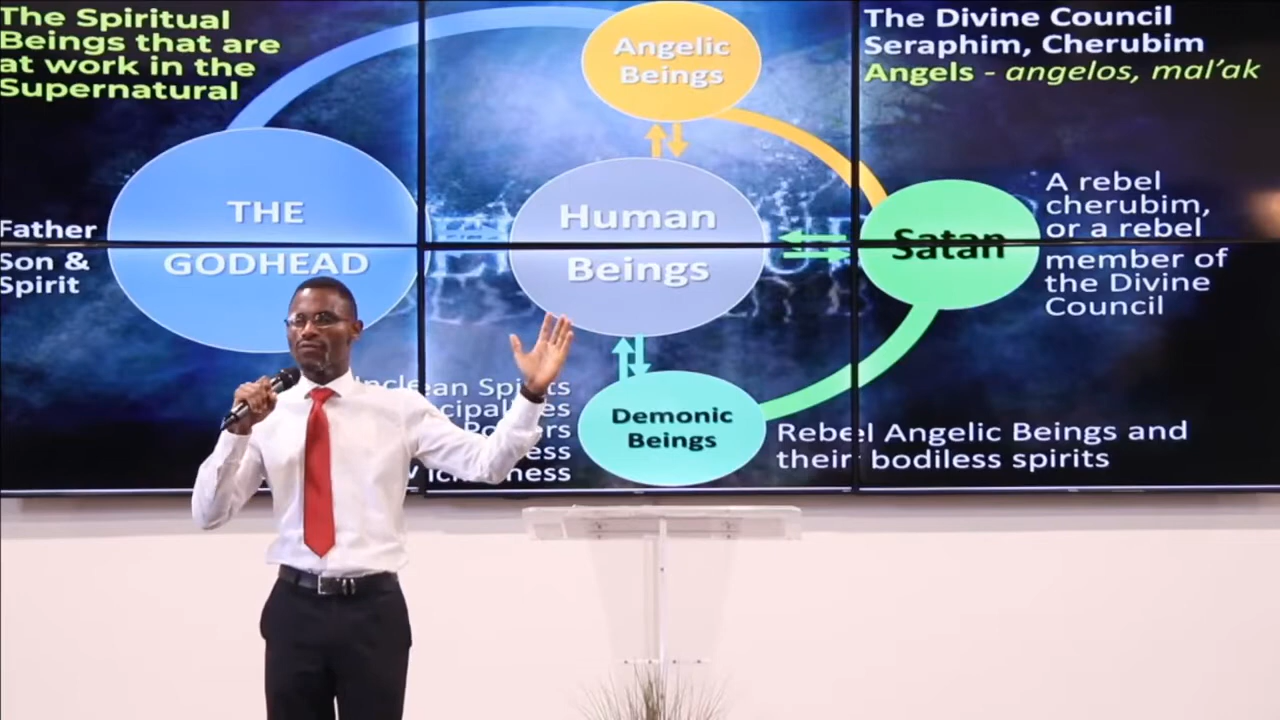 The Spiritual
Beings that are
at work in the
Supernatural
Angelic
Beings
The Divine Council
Seraphim, Cherubim
Angels - angelos, mal’ak
THE
GODHEAD
Father
Son &
Spirit
Human
Beings
Satan
A rebel
cherubim,
or a rebel
member of
the Divine
Council
Demonic
Beings
Rebel Angelic Beings and
their bodiless spirits